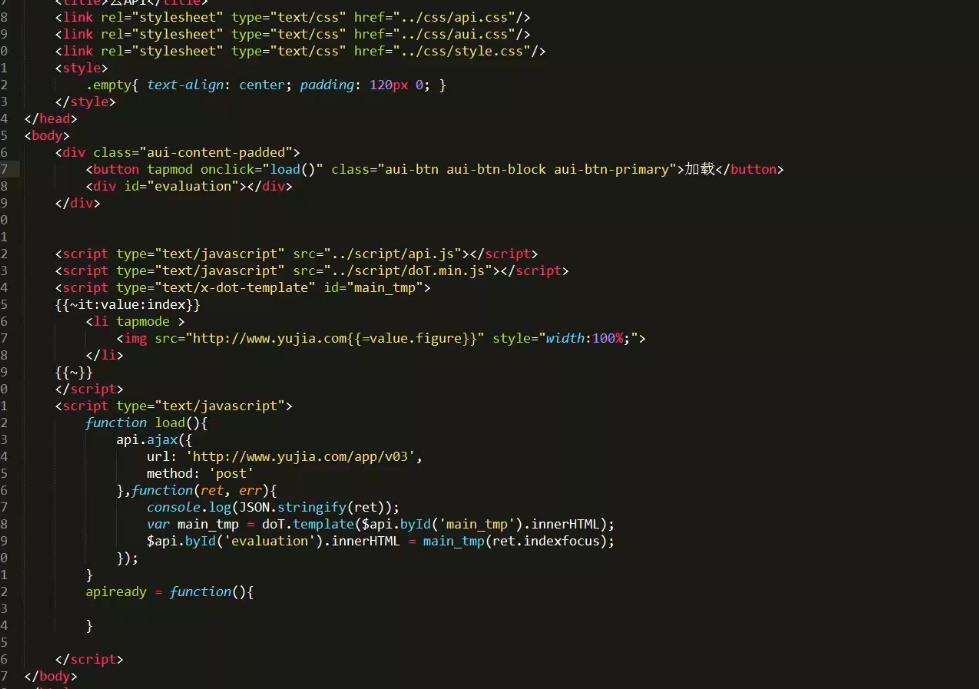 7 <title>云API</title>
8 <link rel="stylesheet" type="text/css" href="../css/api.css"/>
9 <link rel="stylesheet" type="text/css" href="../css/aui.css"/>
0 <link rel="stylesheet" type="text/css" href="../css/style.css"/>
1 <style>
2 .empty{ text-align: center; padding: 120px 0; }
3 </style>
4 </head>
5 <body>
6 <div class="aui-content-padded">
7 <button tapmod onclick="load()" class="aui-btn aui-btn-block aui-btn-primary">加载</button>
8 <div id="evaluation"></div>
9 </div>
0
1
2 <script type="text/javascript" src="../script/api.js"></script>
3 <script type="text/javascript" src="../script/doT.min.js"></script>
4 <script type="text/x-dot-template" id="main_tmp">
5 {{~it:value:index}}
6 <li tapmode >
7 <img src="http://www.yujia.com{{=value.figure}}" style="width:100%;">
8 </li>
9 {{~}}
0 </script>
1 <script type="text/javascript">
2 function load(){
3 api.ajax({
4 url: 'http://www.yujia.com/app/v03',
5 method: 'post'
6 },function(ret, err){
7 console.log(JSON.stringify(ret));
8 var main_tmp = doT.template($api.byId('main_tmp').innerHTML);
9 $api.byId('evaluation').innerHTML = main_tmp(ret.indexfocus);
0 });
1 }
2 apiready = function(){
3
4 }
5
6 </script>
7 </body>